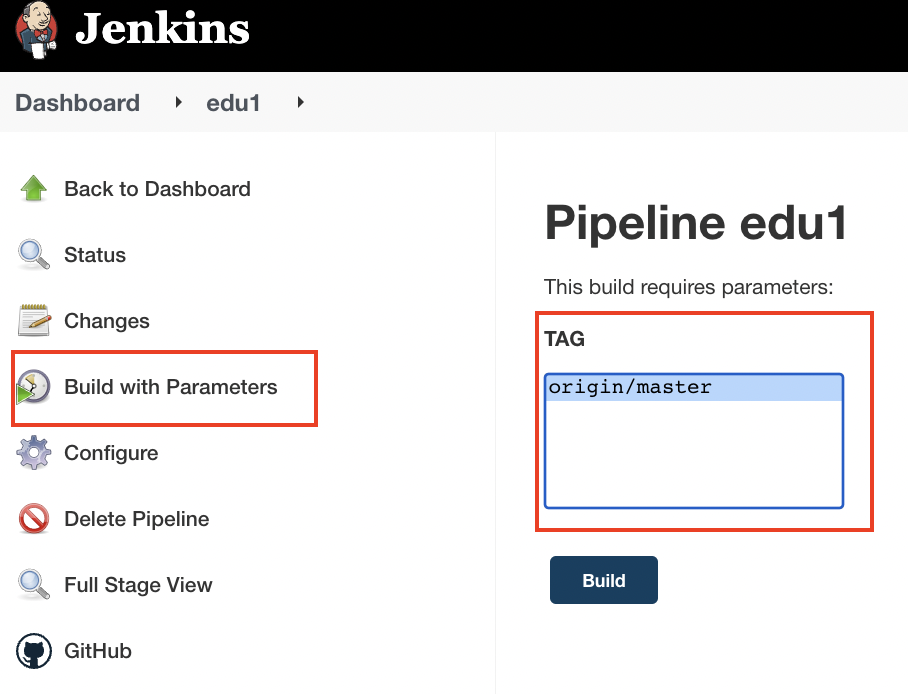 Jenkins
Dashboard
edu1
Back to Dashboard
Status
Changes
Build with Parameters
Configure
Delete Pipeline
Full Stage View
GitHub
Pipeline edu1
This build requires parameters:
TAG
origin/master
Build